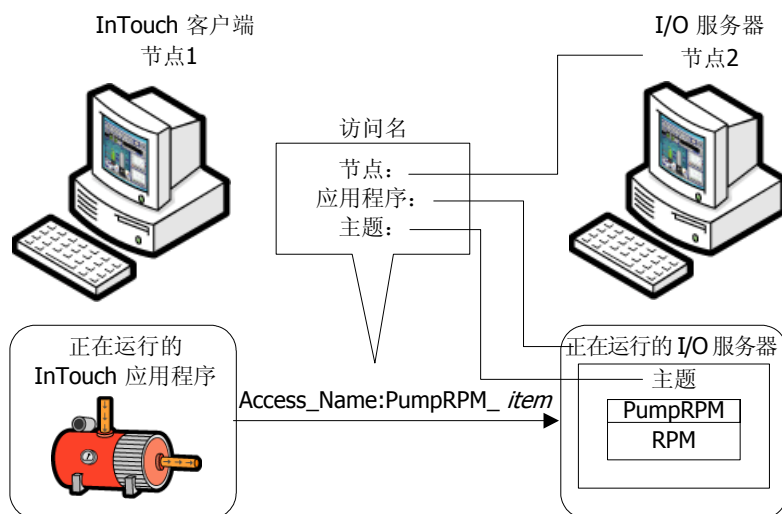 InTouch 客户端
节点1
I/O 服务器
节点2
访问名
节点：
应用程序：
主题：
正在运行的
InTouch 应用程序
Access_Name:PumpRPM_ item
正在运行的 I/O 服务器
主题
PumpRPM
RPM